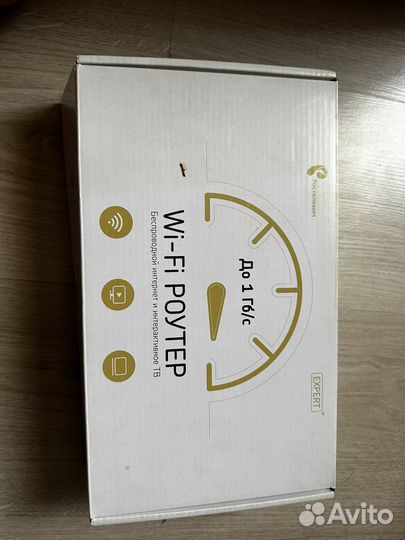 Ростелеком
До 1 Гб/с
EXPERT
Wi-Fi РОУТЕР
Беспроводной интернет и интерактивное ТВ
Avito